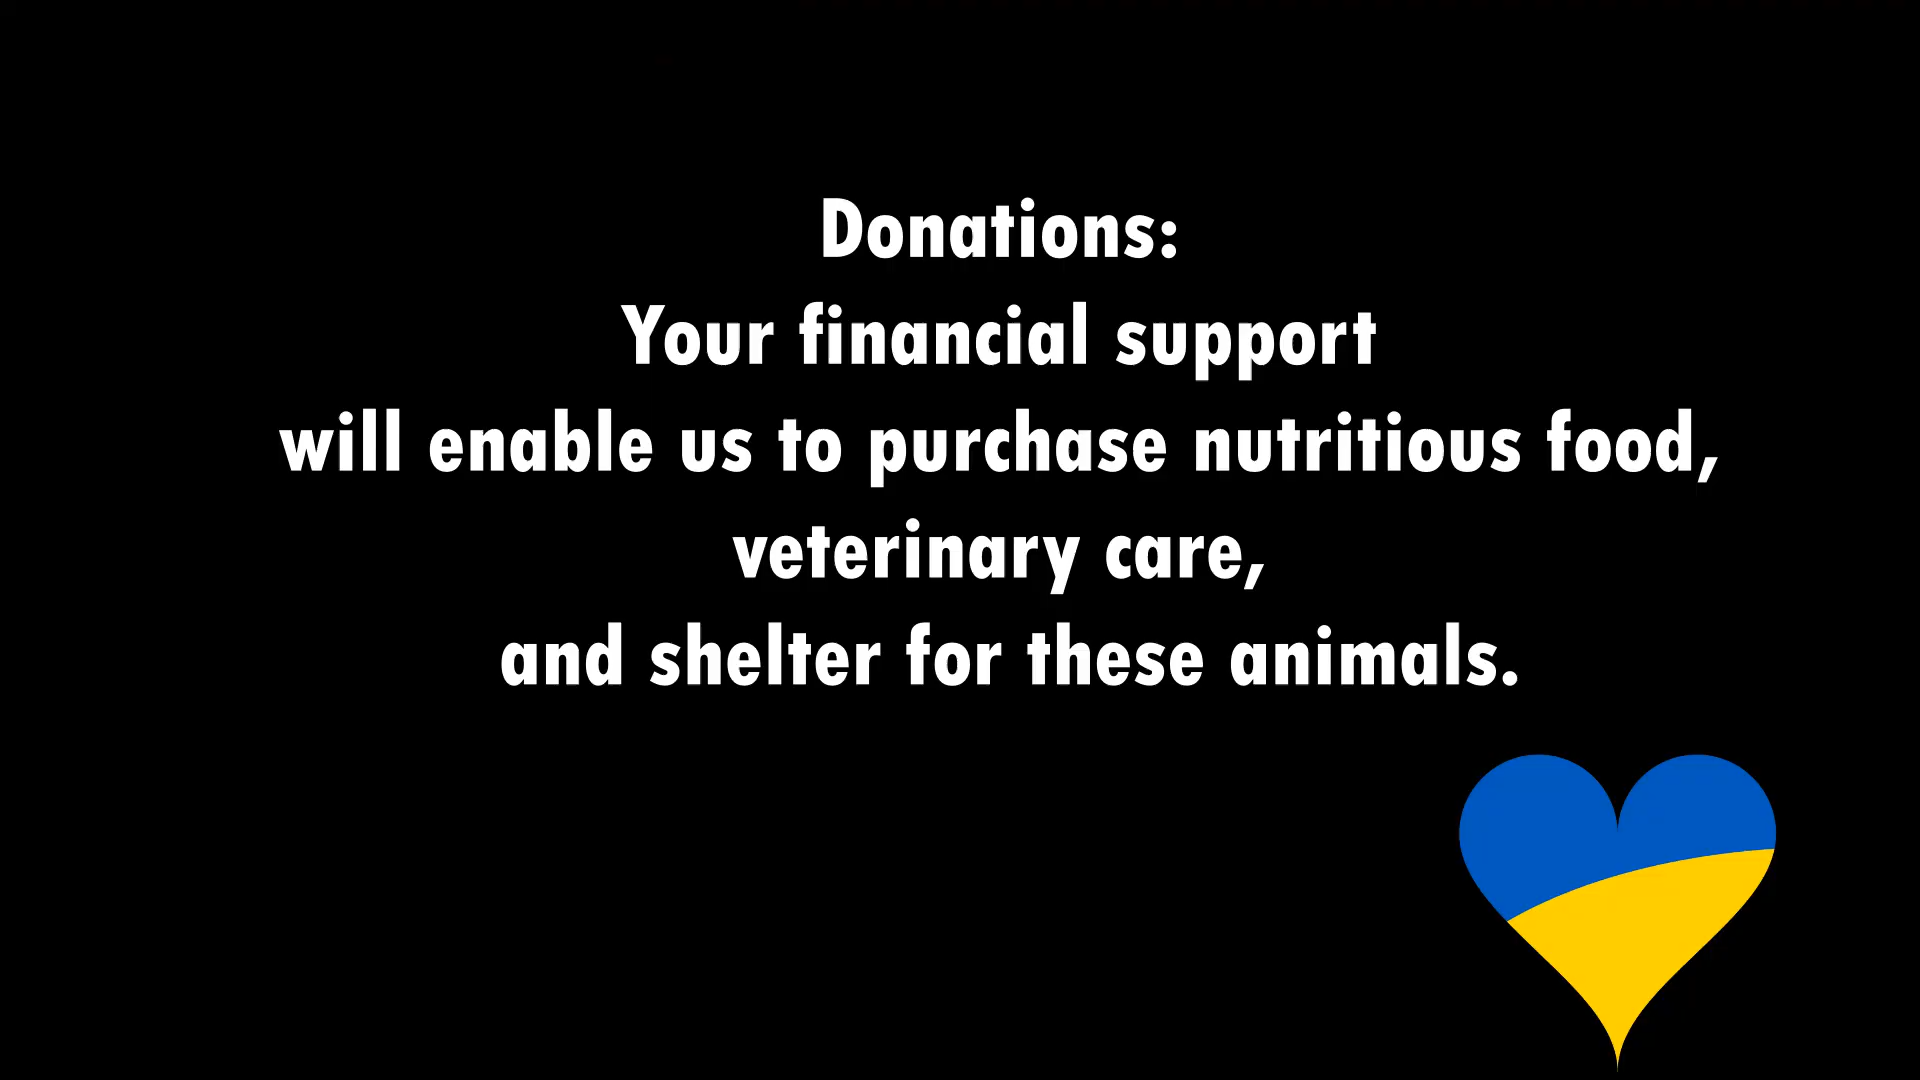 Donations:
Your financial support
will enable us to purchase nutritious food,
veterinary care,
and shelter for these animals.